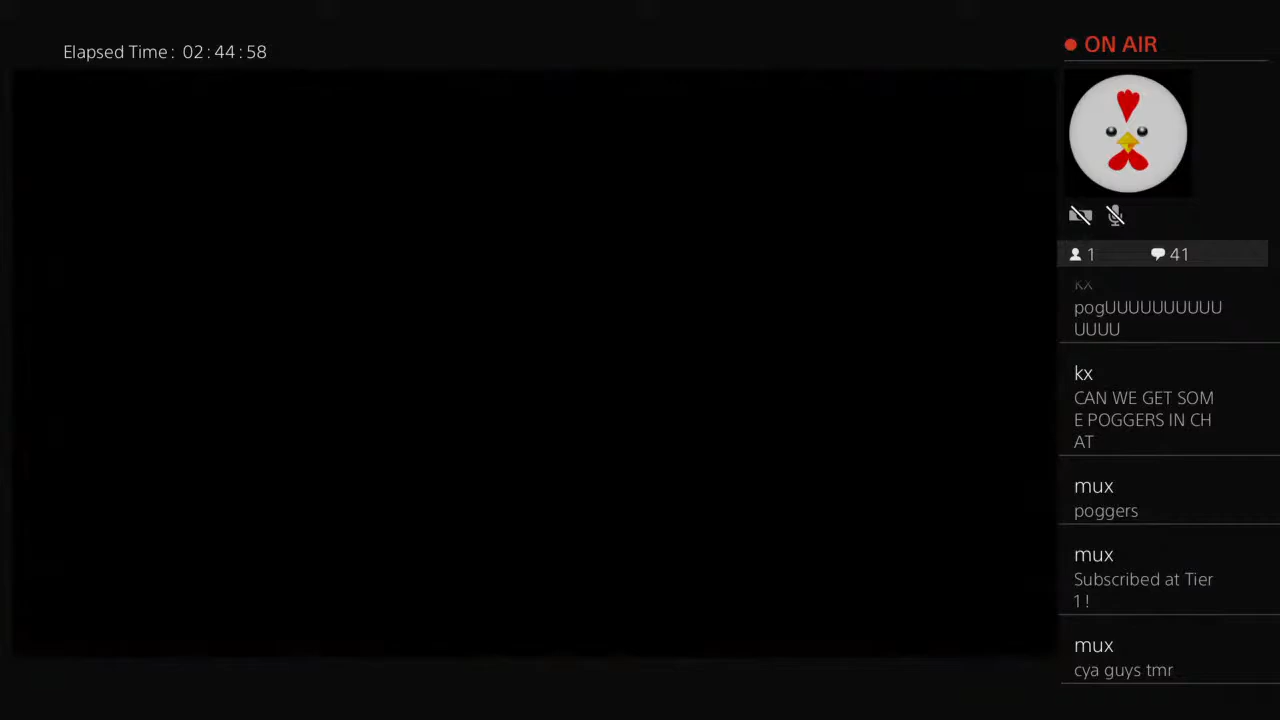 Elapsed Time: 02:44:58
ON AIR
1 41
kx
pogUUUUUUUUUU
UUUU
kx
CAN WE GET SOM
E POGGERS IN CH
AT
mux
poggers
mux
Subscribed at Tier
1!
mux
cya guys tmr